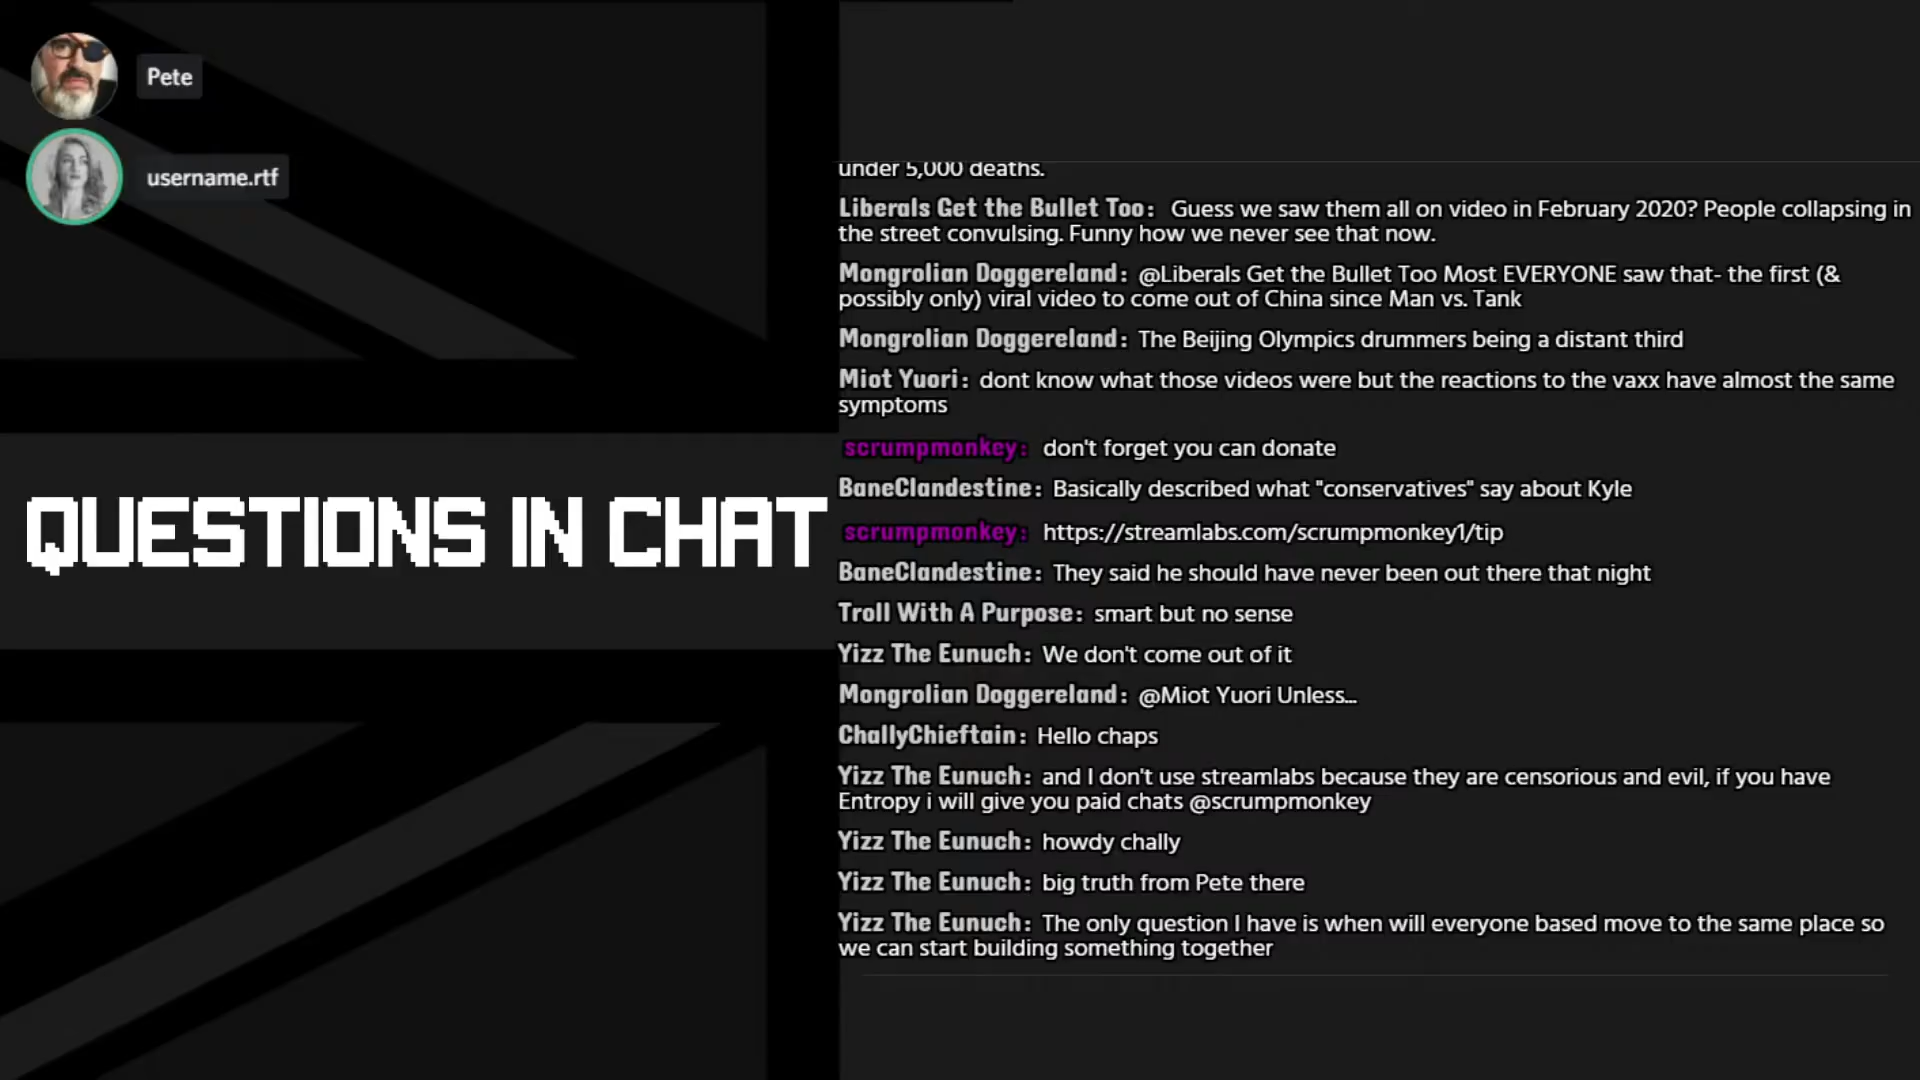 Pete
username.rtf
QUESTIONS IN CHAT
under 5,000 deaths.
Liberals Get the Bullet Too: Guess we saw them all on video in February 2020? People collapsing in
the street convulsing. Funny how we never see that now.
Mongrolian Doggereland: @Liberals Get the Bullet Too Most EVERYONE saw that- the first (&
possibly only) viral video to come out of China since Man vs. Tank
Mongrolian Doggereland: The Beijing Olympics drummers being a distant third
Miot Yuori: dont know what those videos were but the reactions to the vaxx have almost the same
symptoms
scrumpmonkey: don't forget you can donate
BaneClandestine: Basically described what "conservatives" say about Kyle
scrumpmonkey: https://streamlabs.com/scrumpmonkey1/tip
BaneClandestine: They said he should have never been out there that night
Troll With A Purpose: smart but no sense
Yizz The Eunuch: We don't come out of it
Mongrolian Doggereland: @Miot Yuori Unless...
ChallyChieftain: Hello chaps
Yizz The Eunuch: and I don't use streamlabs because they are censorious and evil, if you have
Entropy i will give you paid chats @scrumpmonkey
Yizz The Eunuch: howdy chally
Yizz The Eunuch: big truth from Pete there
Yizz The Eunuch: The only question I have is when will everyone based move to the same place so
we can start building something together